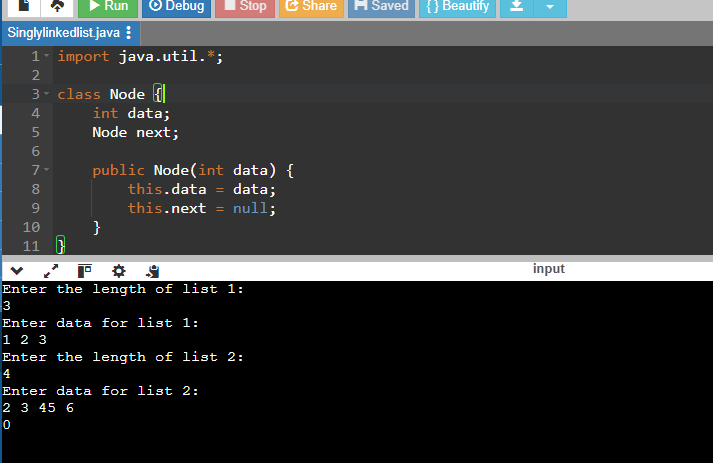 Run Debug Stop Share Saved { } Beautify
Singlylinkedlist.java
1 import java.util.*;
2
3 class Node {
4 int data;
5 Node next;
6
7 public Node(int data) {
8 this.data = data;
9 this.next = null;
10 }
11 }
input
Enter the length of list 1:
3
Enter data for list 1:
1 2 3
Enter the length of list 2:
4
Enter data for list 2:
2 3 45 6
0